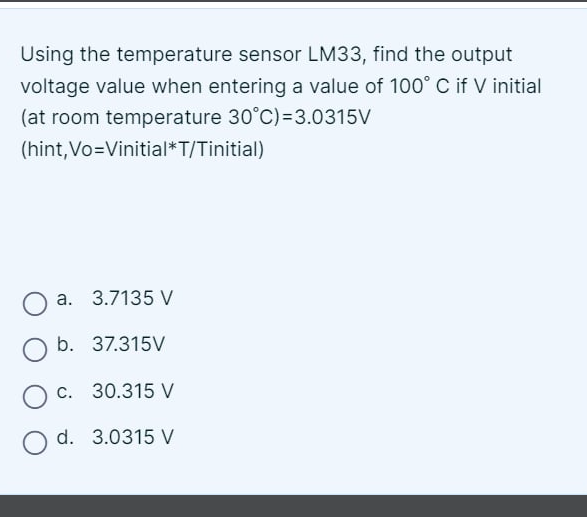 Using the temperature sensor LM33, find the output
voltage value when entering a value of 100° C if V initial
(at room temperature 30°C)=3.0315V
(hint,Vo=Vinitial*T/Tinitial)
a. 3.7135 V
b. 37.315V
c. 30.315 V
d. 3.0315 V